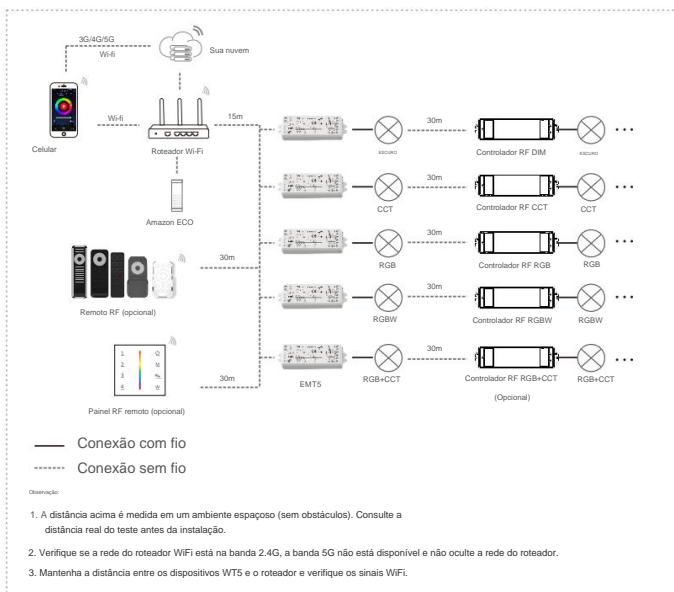 3G/4G/5G
Wi-fi
Sua nuvem
Wi-fi
15m
Celular
Roteador Wi-Fi
Amazon ECO
30m
Remoto RF (opcional)
30m
Painel RF remoto (opcional)
ESCURO
30m
Controlador RF DIM
ESCURO
CCT
30m
Controlador RF CCT
CCT
RGB
30m
Controlador RF RGB
RGB
RGBW
30m
Controlador RF RGBW
RGBW
EMT5
RGB+CCT
30m
Controlador RF RGB+CCT
(Opcional)
RGB+CCT
Conexão com fio
Conexão sem fio
Observação:
1. A distância acima é medida em um ambiente espaçoso (sem obstáculos). Consulte a
distância real do teste antes da instalação.
2. Verifique se a rede do roteador WiFi está na banda 2.4G, a banda 5G não está disponível e não oculte a rede do roteador.
3. Mantenha a distância entre os dispositivos WT5 e o roteador e verifique os sinais WiFi.